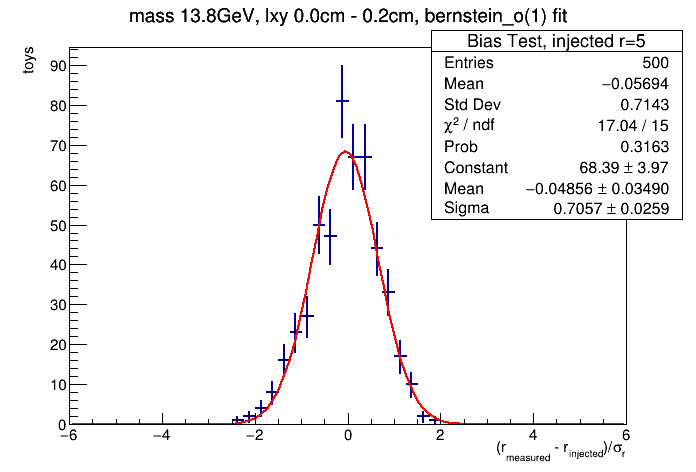 mass 13.8GeV, lxy 0.0cm - 0.2cm, bernstein_o(1) fit
toys
Bias Test, injected r=5
Entries 500
Mean −0.05694
Std Dev 0.7143
χ² / ndf 17.04 / 15
Prob 0.3163
Constant 68.39 ± 3.97
Mean −0.04856 ± 0.03490
Sigma 0.7057 ± 0.0259
90
80
70
60
50
40
30
20
10
0
−6 −4 −2 0 2 4 6
(r_measured - r_injected)/σ_r